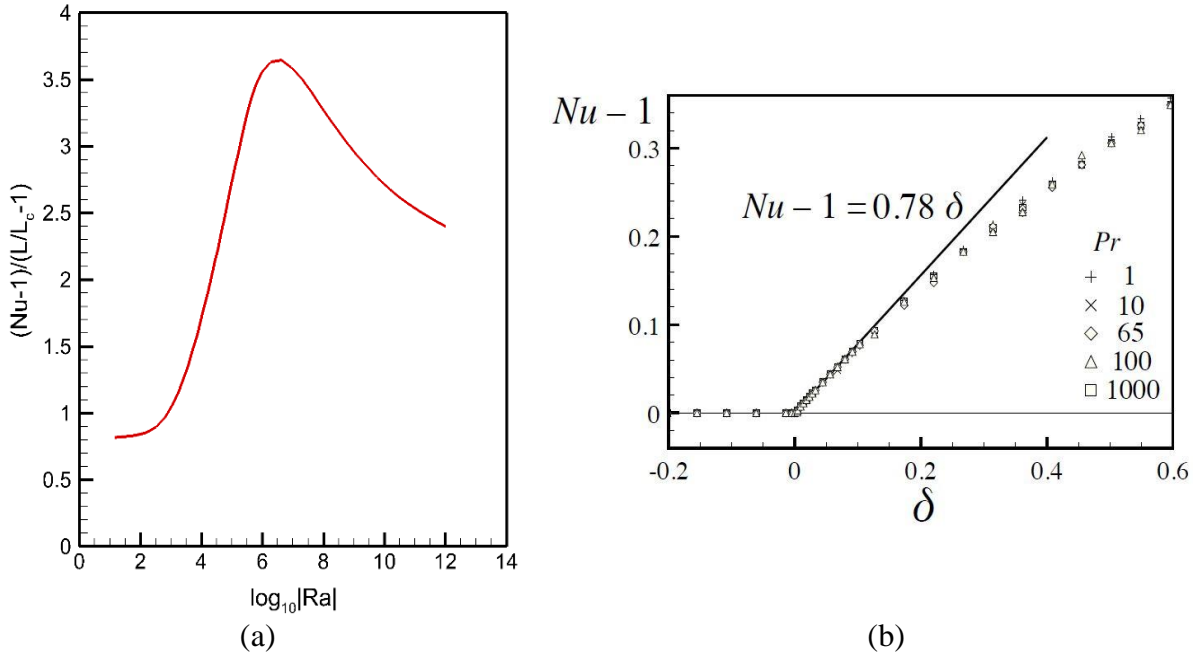 4
3.5
3
2.5
2
1.5
1
0.5
0
(Nu-1)/(L/L_c-1)
0 2 4 6 8 10 12 14
log₁₀|Ra|
(a)
Nu – 1
0.3
0.2
0.1
0
Nu – 1 = 0.78 δ
Pr
+ 1
× 10
◇ 65
△ 100
□ 1000
-0.2 0 0.2 0.4 0.6
δ
(b)